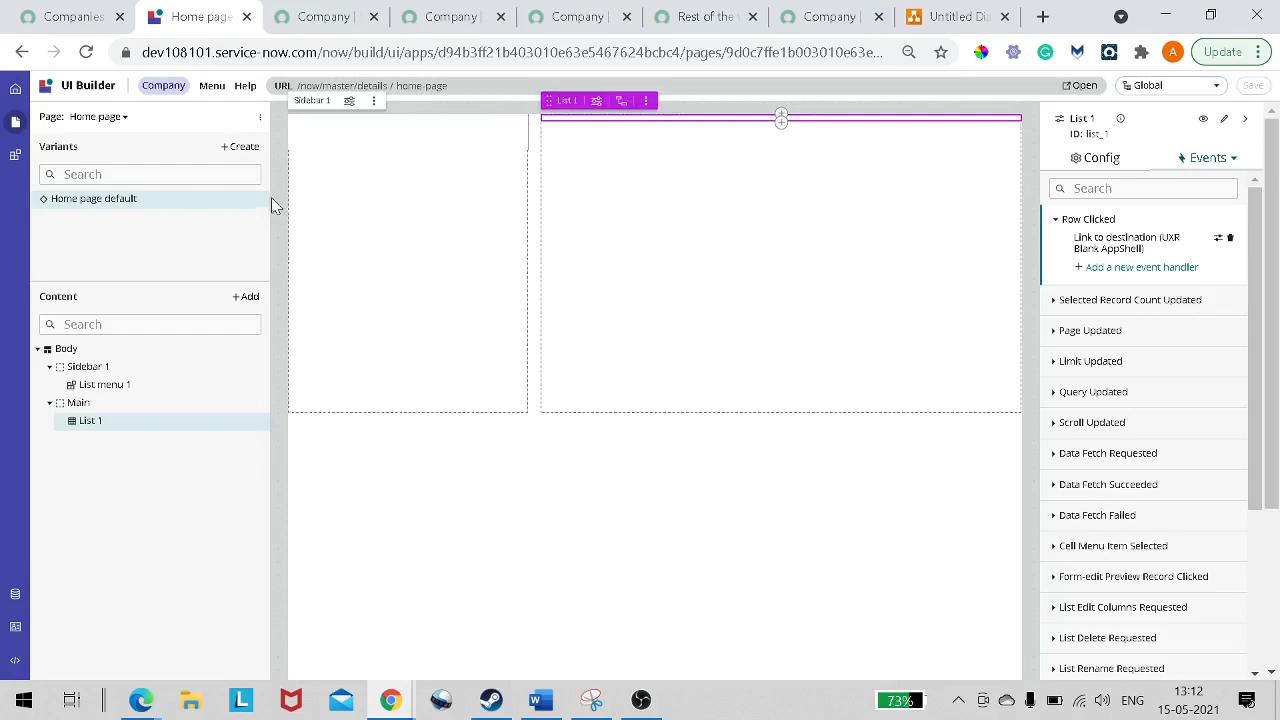 Companies
Home page
Company |
Company
Company |
Rest of the
Company |
Untitled Dia
dev108101.service-now.com/now/build/ui/apps/d94b3ff21b403010e63e5467624bcbc4/pages/9d0c7ffe1b003010e63e...
A
Update
UI Builder
Company
Menu
Help
URL /now/master/details / home-page
Open
Global
Save
Sidebar 1
List 1
Page: Home page
Variants
+ Create
Search
Home page default
Content
+ Add
Search
Body
Sidebar 1
List menu 1
Main
List 1
List 1
ID: list_1
Config
Events
Search
Row Clicked
Link to destination (UXR
Blank AppShell)
+ Add a new event handler
Selected Record Count Updated
Page Updated
Limit Updated
Query Updated
Scroll Updated
Data Fetch Requested
Data Fetch Succeeded
Data Fetch Failed
Cell Menu Item Selected
Form-edit Preview Record Clicked
List Edit Columns Requested
List Delete Requested
List Rename Requested
L
W
73%
ENG
13:12
15-05-2021